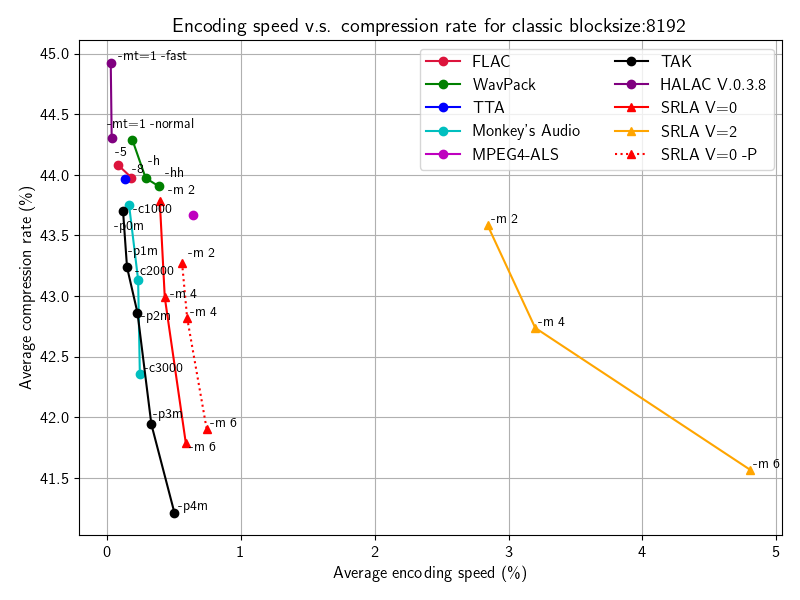 Encoding speed v.s. compression rate for classic blocksize:8192
45.0
44.5
44.0
43.5
43.0
42.5
42.0
41.5
Average compression rate (%)
0
1
2
3
4
5
Average encoding speed (%)
FLAC
WavPack
TTA
Monkey's Audio
MPEG4-ALS
TAK
HALAC V.0.3.8
SRLA V=0
SRLA V=2
SRLA V=0 -P
-mt=1 -fast
-mt=1 -normal
-5
-8
-h
-hh
-m 2
-c1000
-p0m
-p1m
-c2000
-m 2
-m 4
-m 4
-p2m
-c3000
-p3m
-m 6
-m 6
-p4m
-m 2
-m 4
-m 6